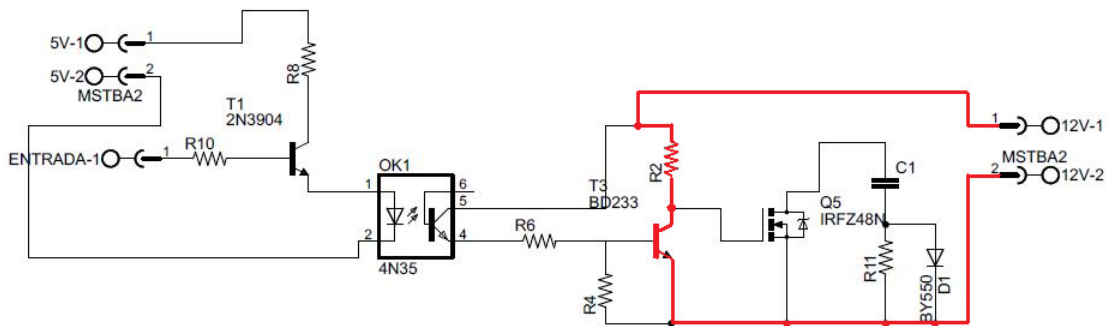 5V-1
1
5V-2
2
MSTBA2
R8
T1
2N3904
R10
ENTRADA-1
1
OK1
1
6
5
2
4
4N35
R6
R4
T3
BD233
R2
Q5
IRFZ48N
C1
R11
BY550
D1
1
12V-1
MSTBA2
2
12V-2